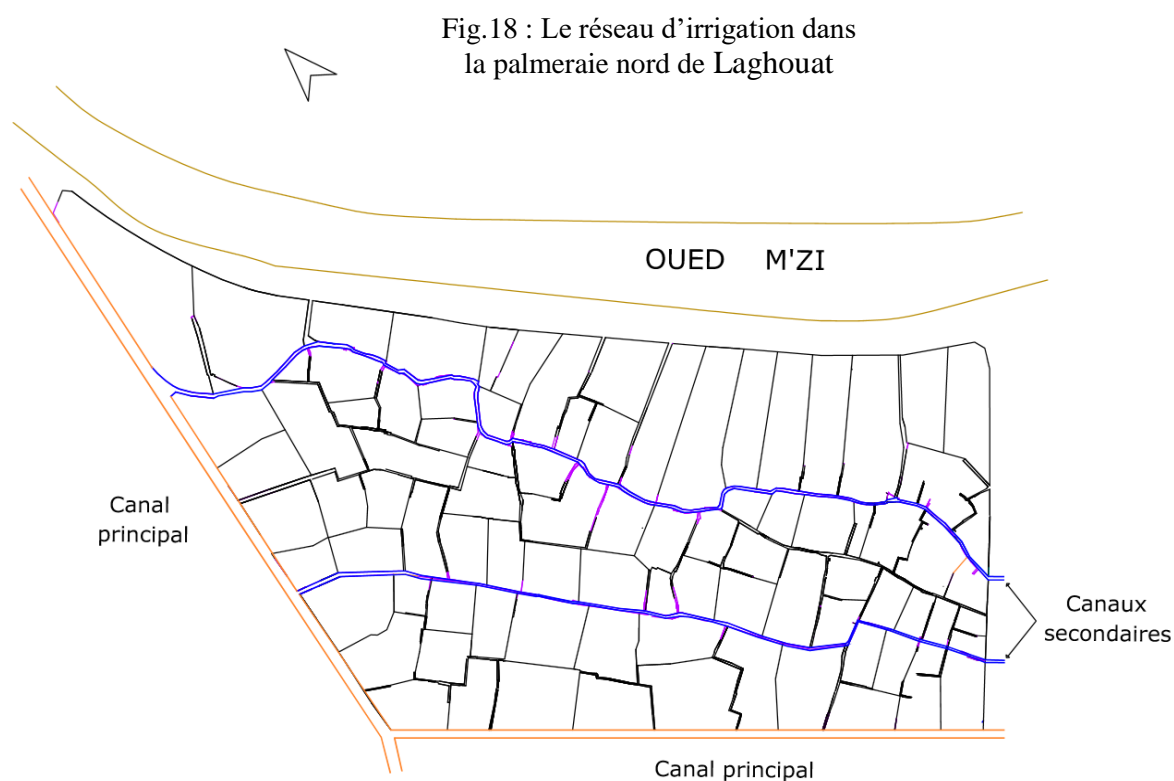 Fig.18 : Le réseau d’irrigation dans
la palmeraie nord de Laghouat
OUED M'ZI
Canal
principal
Canaux
secondaires
Canal principal